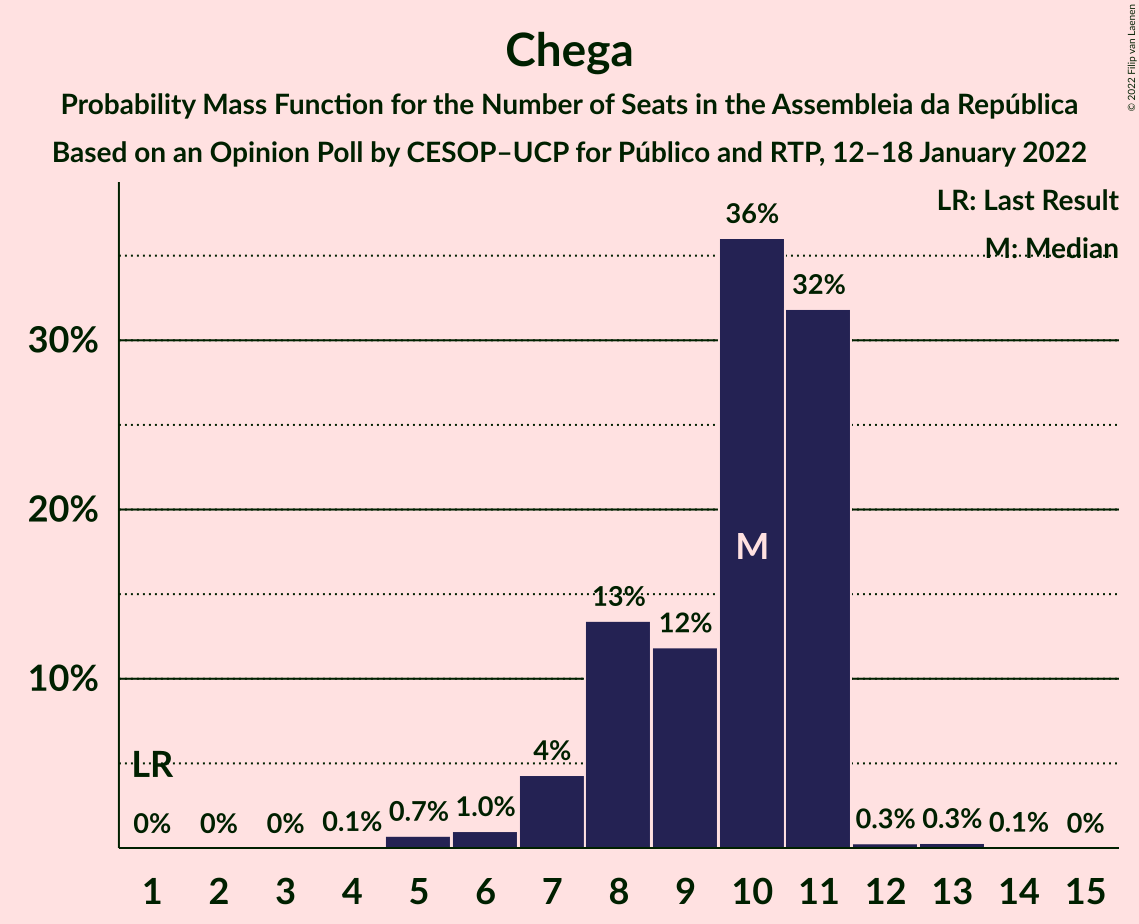 Chega
Probability Mass Function for the Number of Seats in the Assembleia da República
Based on an Opinion Poll by CESOP–UCP for Público and RTP, 12–18 January 2022
© 2022 Filip van Laenen
LR: Last Result
M: Median
30%
20%
10%
LR
M
0%
0%
0%
0.1%
0.7%
1.0%
4%
13%
12%
36%
32%
0.3%
0.3%
0.1%
0%
1 2 3 4 5 6 7 8 9 10 11 12 13 14 15